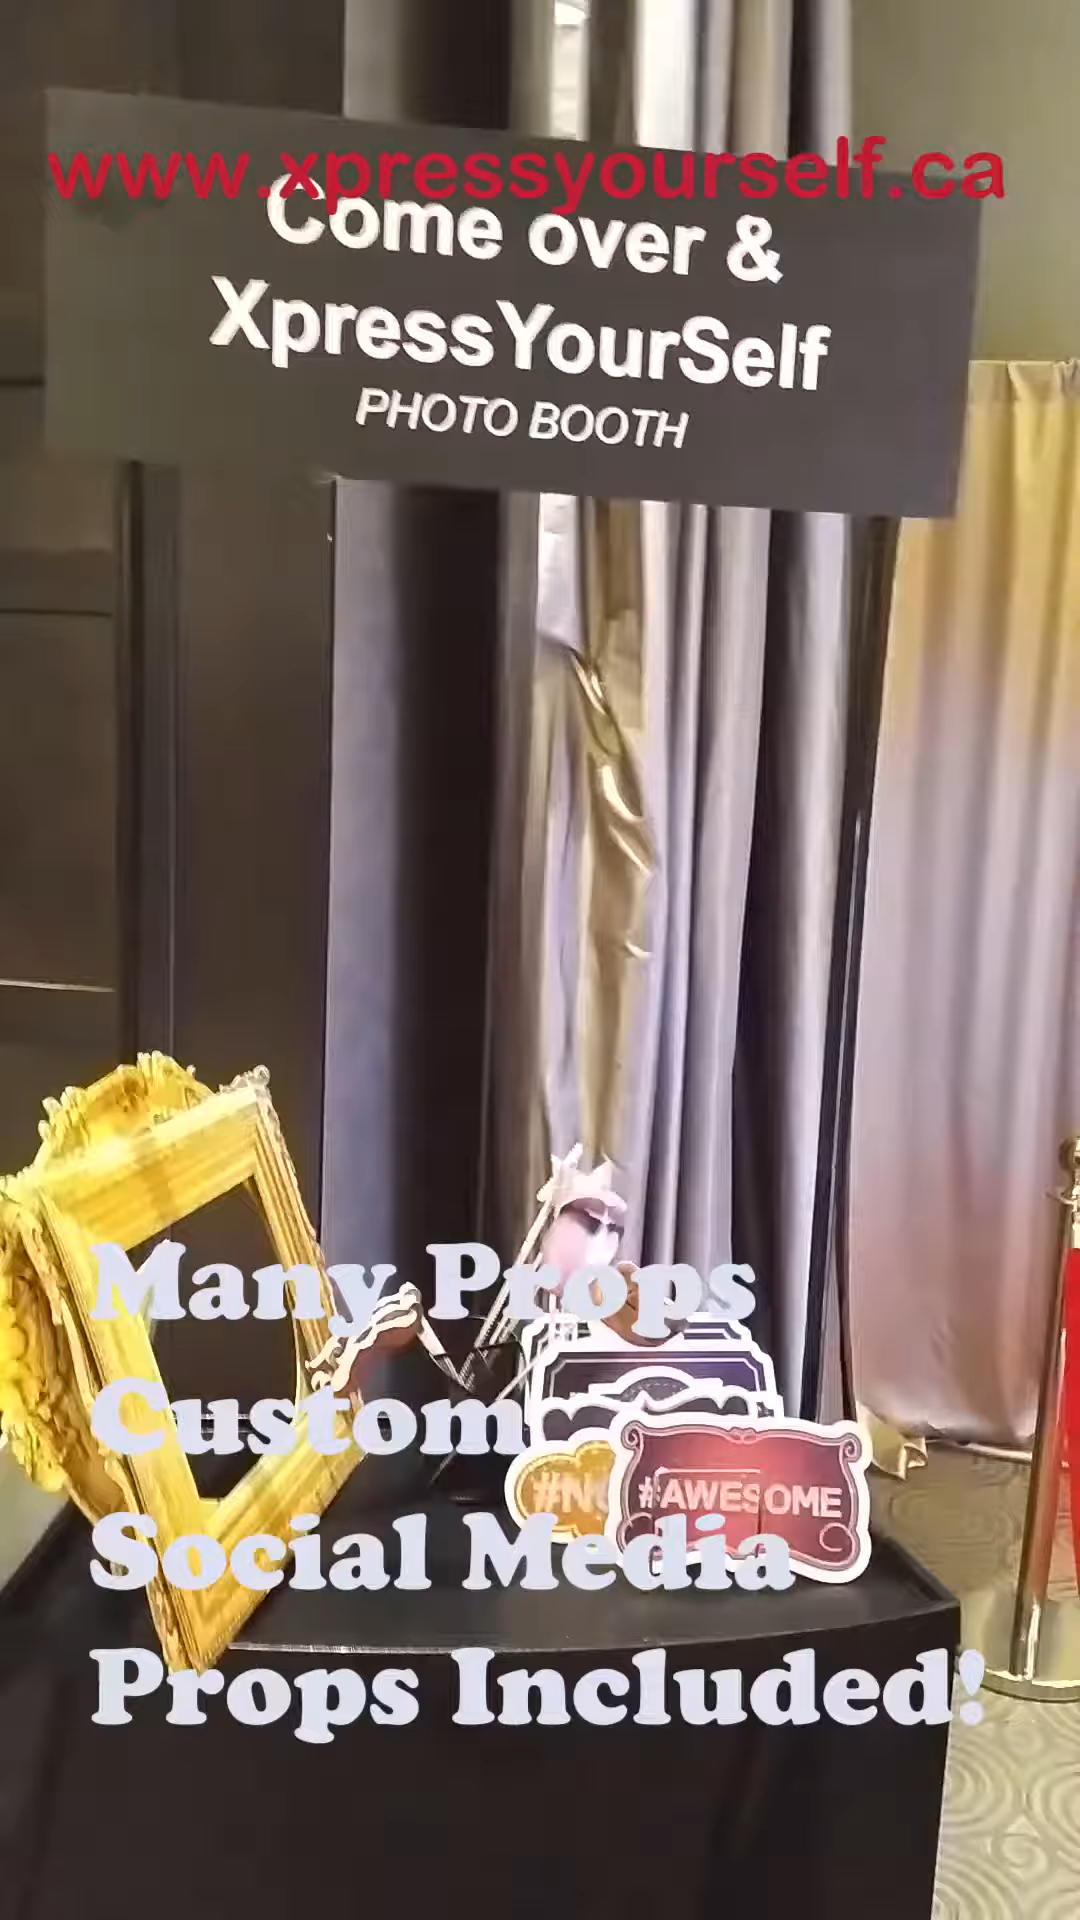 www.xpressyourself.ca
Come over &
XpressYourSelf
PHOTO BOOTH
Many Props
Custom
#AWESOME
Social Media
Props Included!